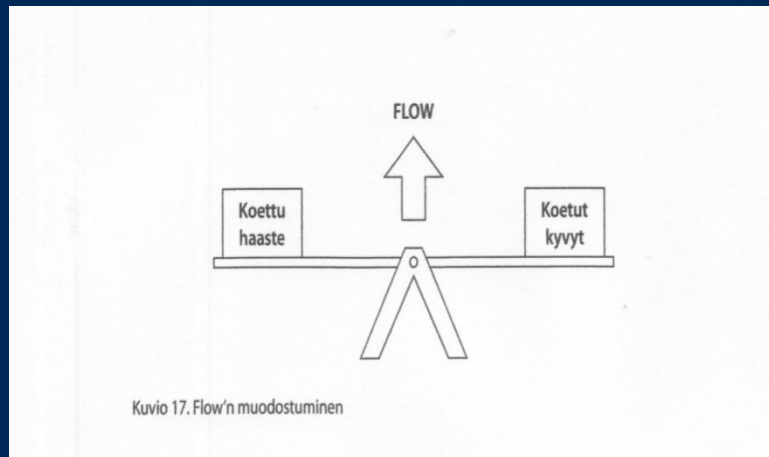 FLOW
Koettu
haaste
Koetut
kyvyt
Kuvio 17. Flow'n muodostuminen